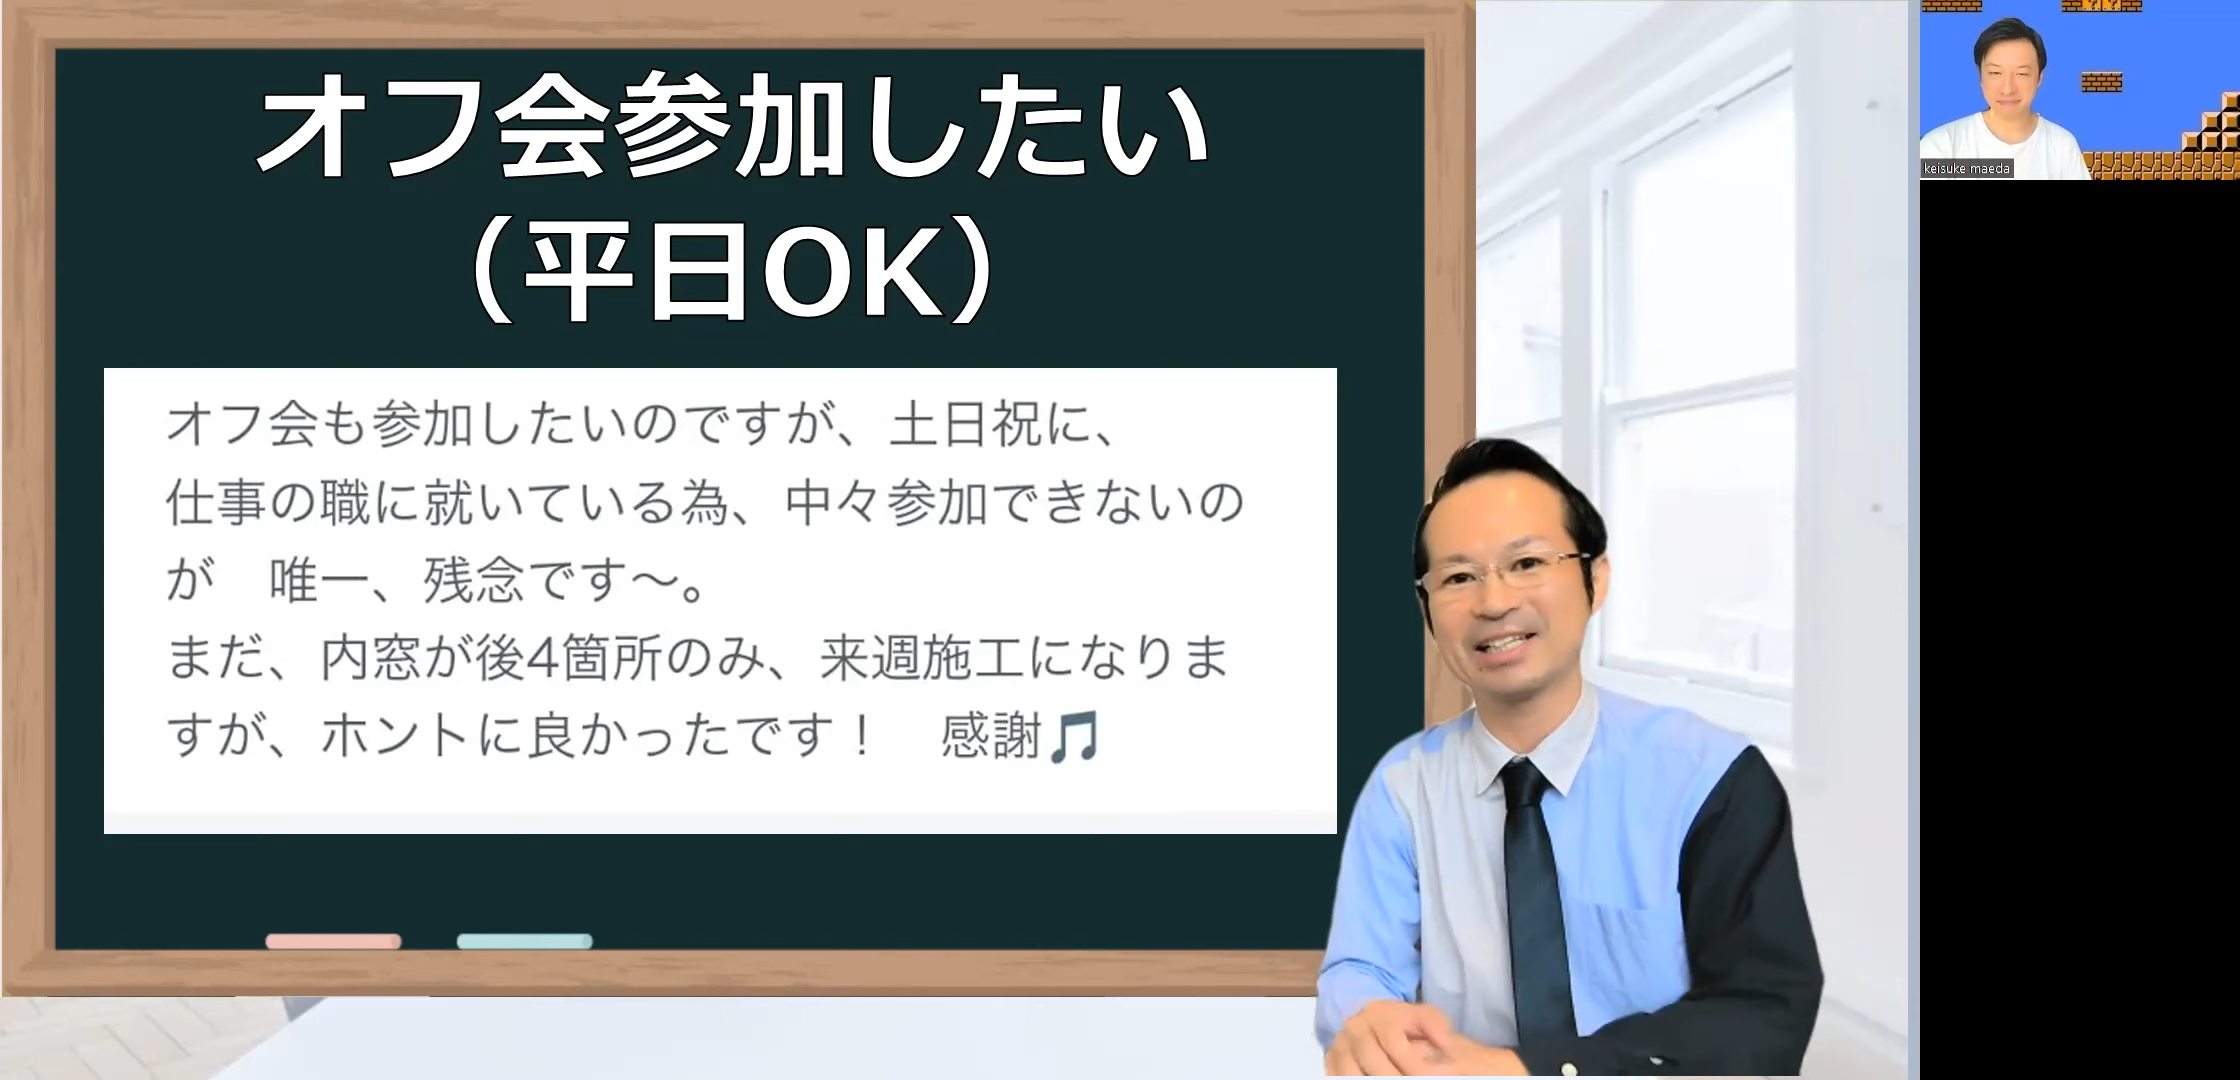 オフ会参加したい
（平日OK）
オフ会も参加したいのですが、土日祝に、
仕事の職に就いている為、中々参加できないの
が　唯一、残念です〜。
まだ、内窓が後4箇所のみ、来週施工になりま
すが、ホントに良かったです！　感謝🎵
keisuke maeda